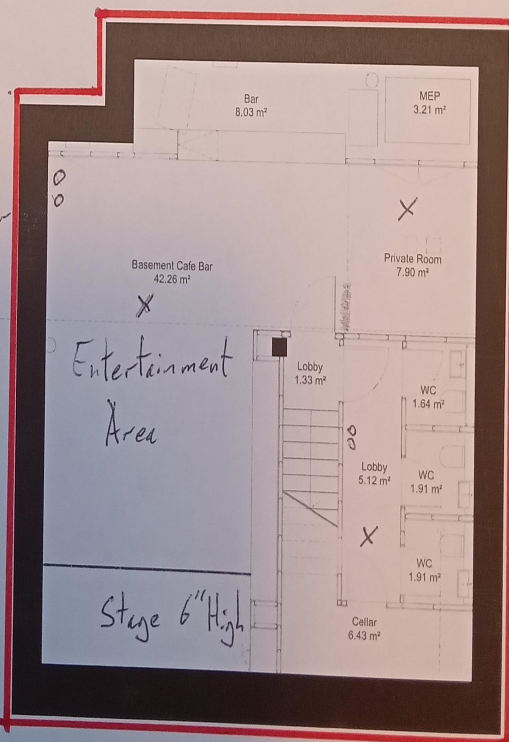 Bar
8.03 m²
MEP
3.21 m²
X
Private Room
7.90 m²
Basement Cafe Bar
42.26 m²
X
Entertainment
Area
Lobby
1.33 m²
WC
1.64 m²
Lobby
5.12 m²
WC
1.91 m²
X
WC
1.91 m²
Stage 6" High
Cellar
6.43 m²